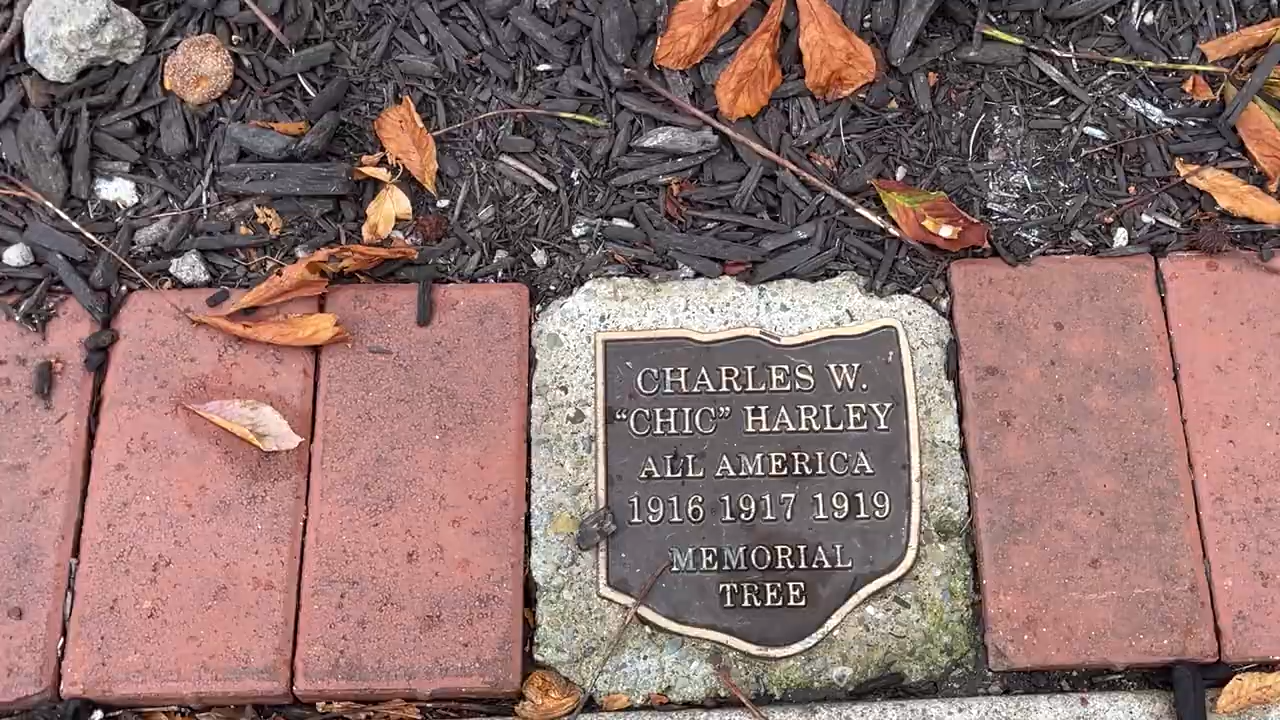 CHARLES W.
“CHIC” HARLEY
ALL AMERICA
1916 1917 1919
MEMORIAL
TREE